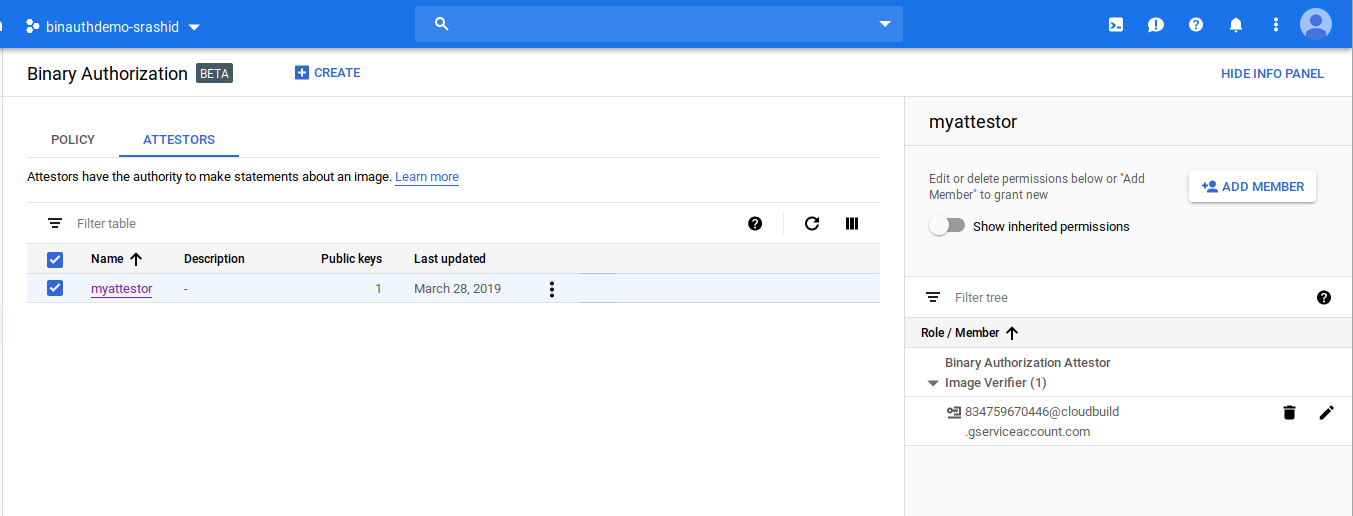 binauthdemo-srashid
Binary Authorization BETA CREATE HIDE INFO PANEL
POLICY ATTESTORS
Attestors have the authority to make statements about an image. Learn more
Filter table
Name Description Public keys Last updated
myattestor - 1 March 28, 2019
myattestor
Edit or delete permissions below or "Add
Member" to grant new
ADD MEMBER
Show inherited permissions
Filter tree
Role / Member
Binary Authorization Attestor
Image Verifier (1)
834759670446@cloudbuild
.gserviceaccount.com